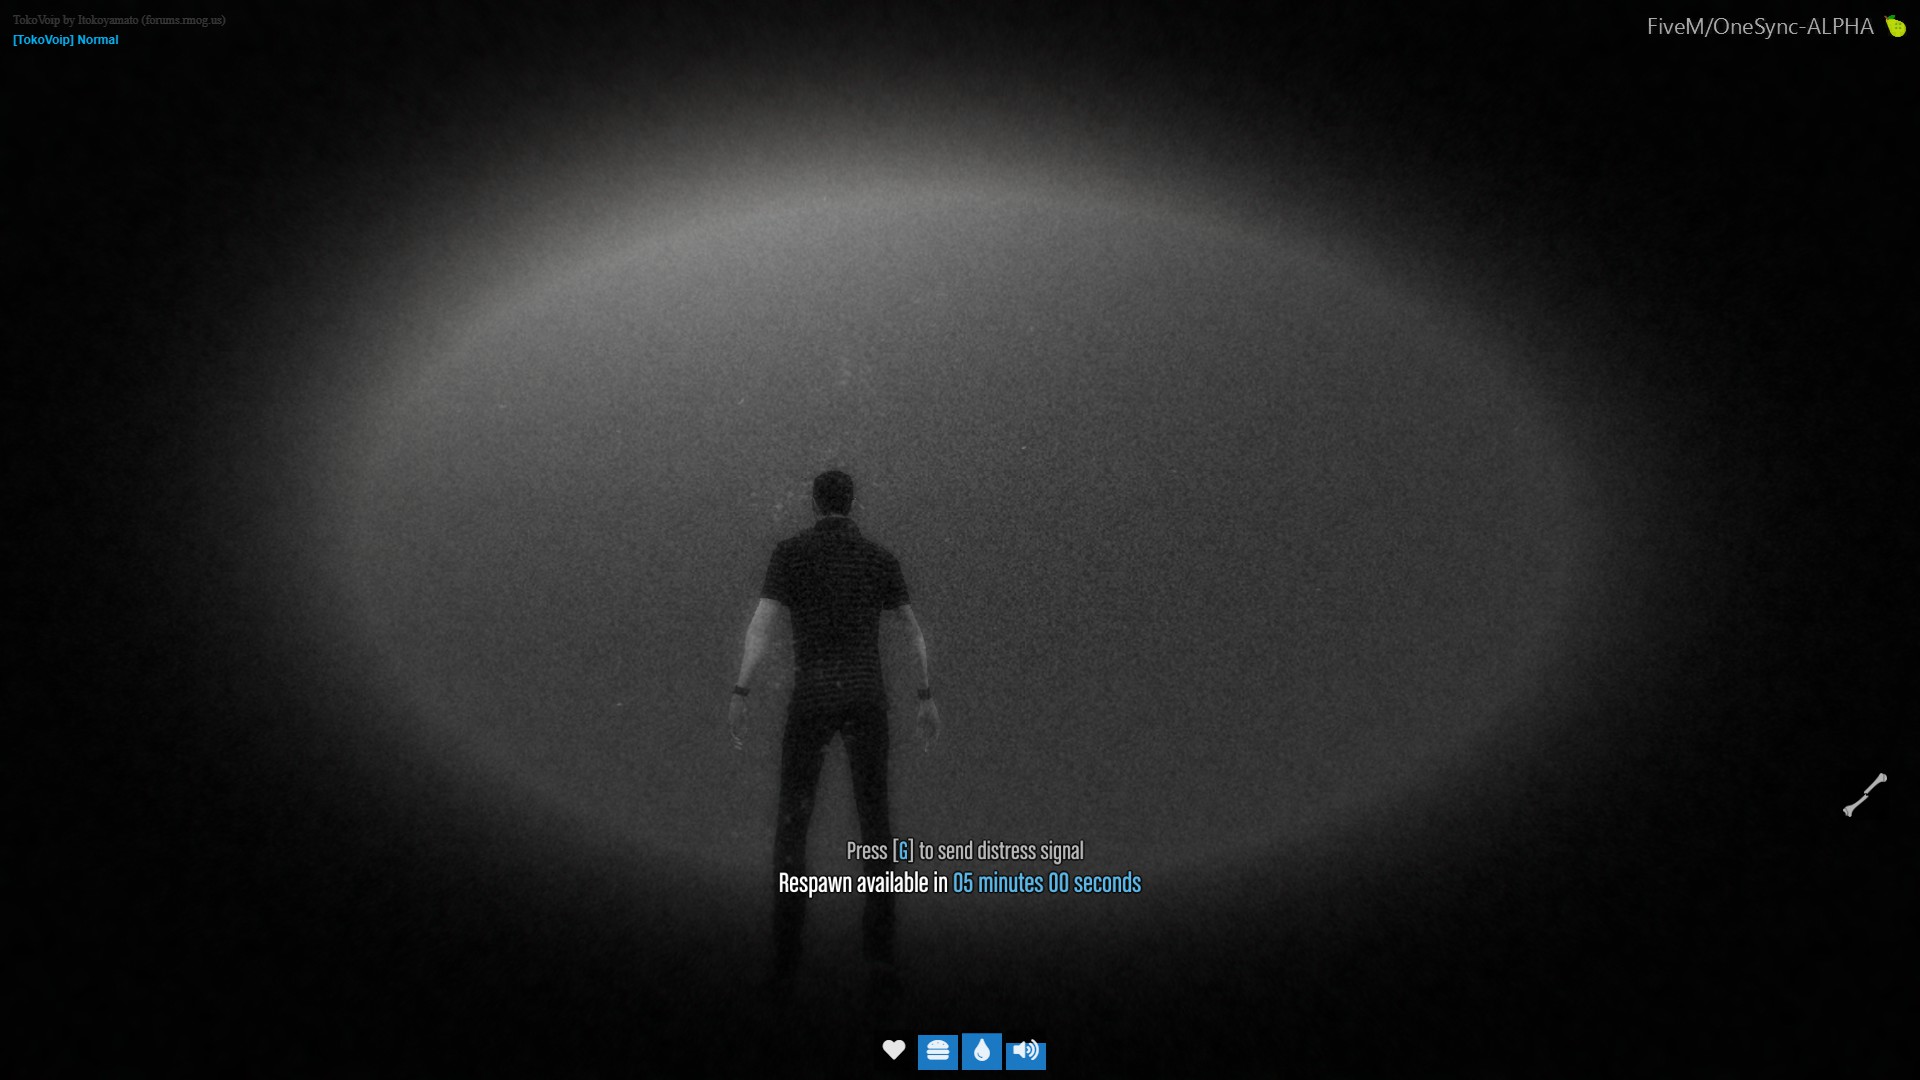 TokoVoip by Itokoyamato (forums.rmog.us)
[TokoVoip] Normal
FiveM/OneSync-ALPHA
Press [G] to send distress signal
Respawn available in 05 minutes 00 seconds